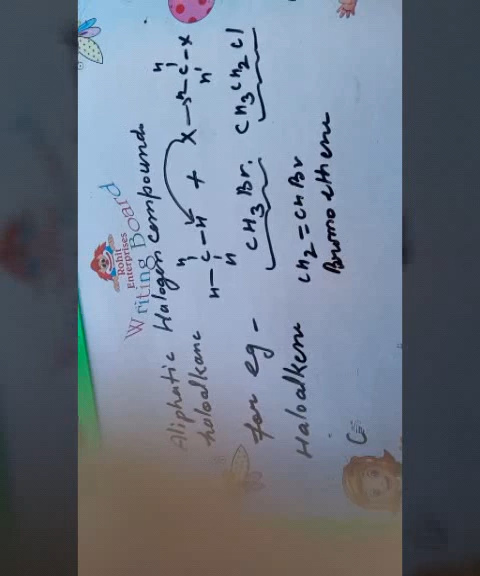 Rohit
Enterprises
Writing Board
Aliphatic Halogen compound
haloalkane
H H
H-C-H + X → H-C-X
H H
for eg - CH3Br. CH3CH2Cl
Haloalkene CH2=CHBr
Bromo ethene